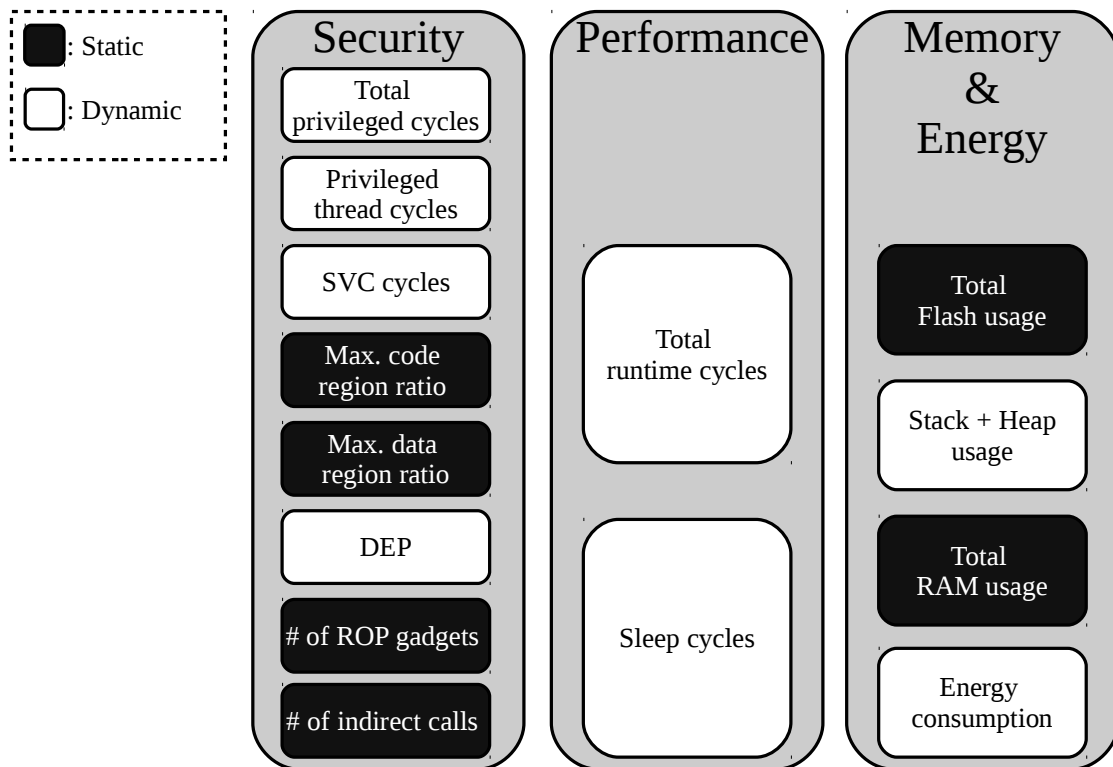 : Static
: Dynamic
Security
Total
privileged cycles
Privileged
thread cycles
SVC cycles
Max. code
region ratio
Max. data
region ratio
DEP
# of ROP gadgets
# of indirect calls
Performance
Total
runtime cycles
Sleep cycles
Memory
&
Energy
Total
Flash usage
Stack + Heap
usage
Total
RAM usage
Energy
consumption